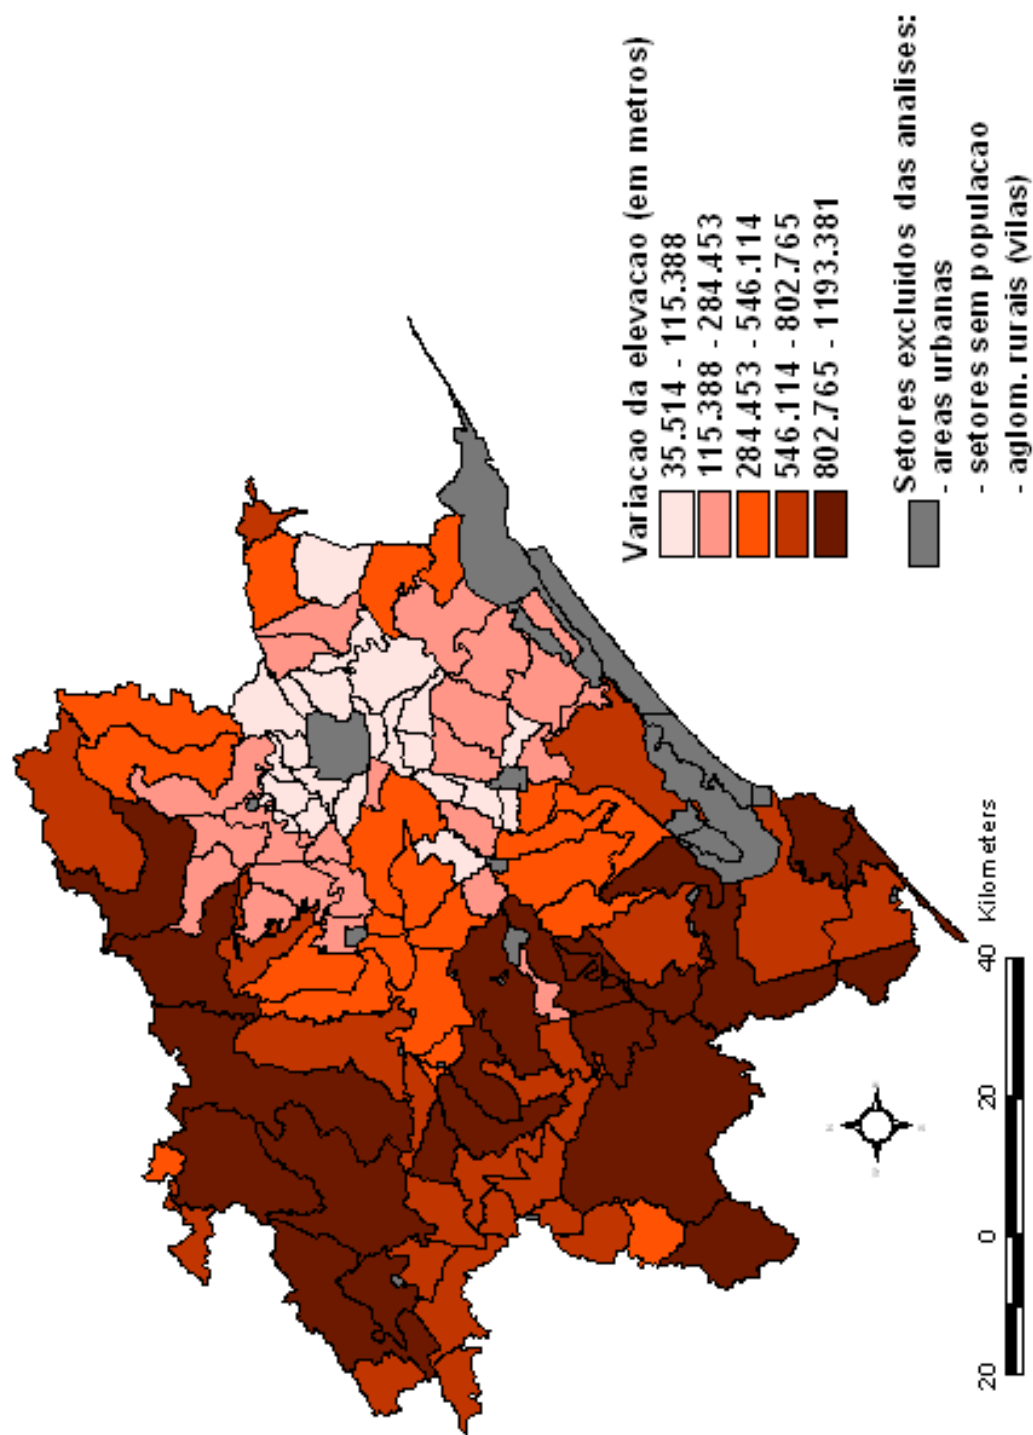 Variacao da elevacao (em metros)
35.514 - 115.388
115.388 - 284.453
284.453 - 546.114
546.114 - 802.765
802.765 - 1193.381
Setores excluidos das analises:
- areas urbanas
- setores sem populacao
- aglom. rurais (vilas)
20 0 20 40 Kilometers